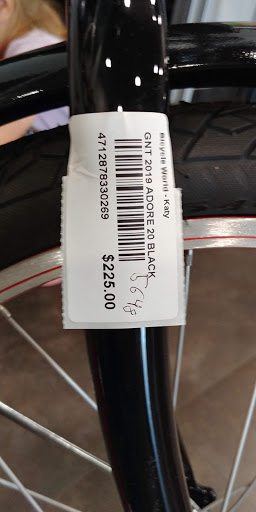 Bicycle World - Katy
GNT 2019 ADORE 20 BLACK
4712878330269
$225.00